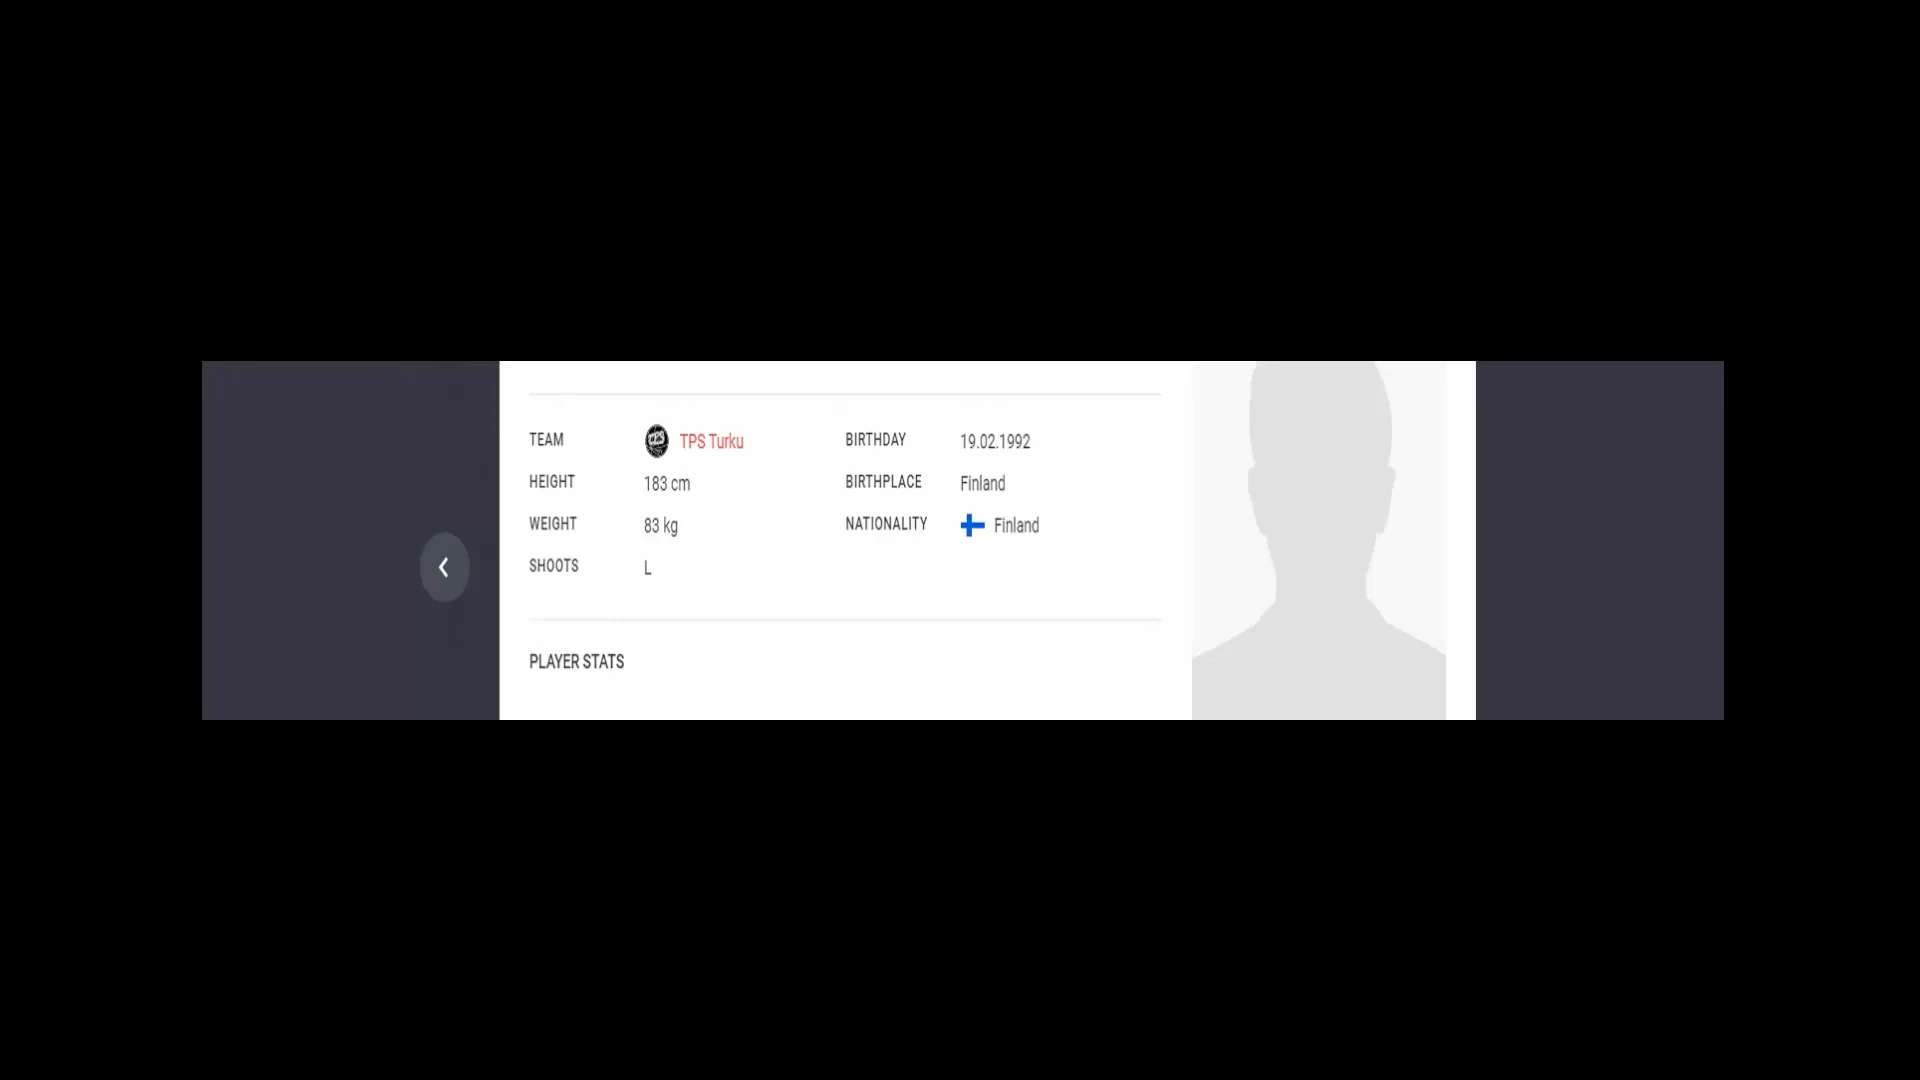 TEAM TPS Turku BIRTHDAY 19.02.1992
HEIGHT 183 cm BIRTHPLACE Finland
WEIGHT 83 kg NATIONALITY Finland
SHOOTS L
PLAYER STATS